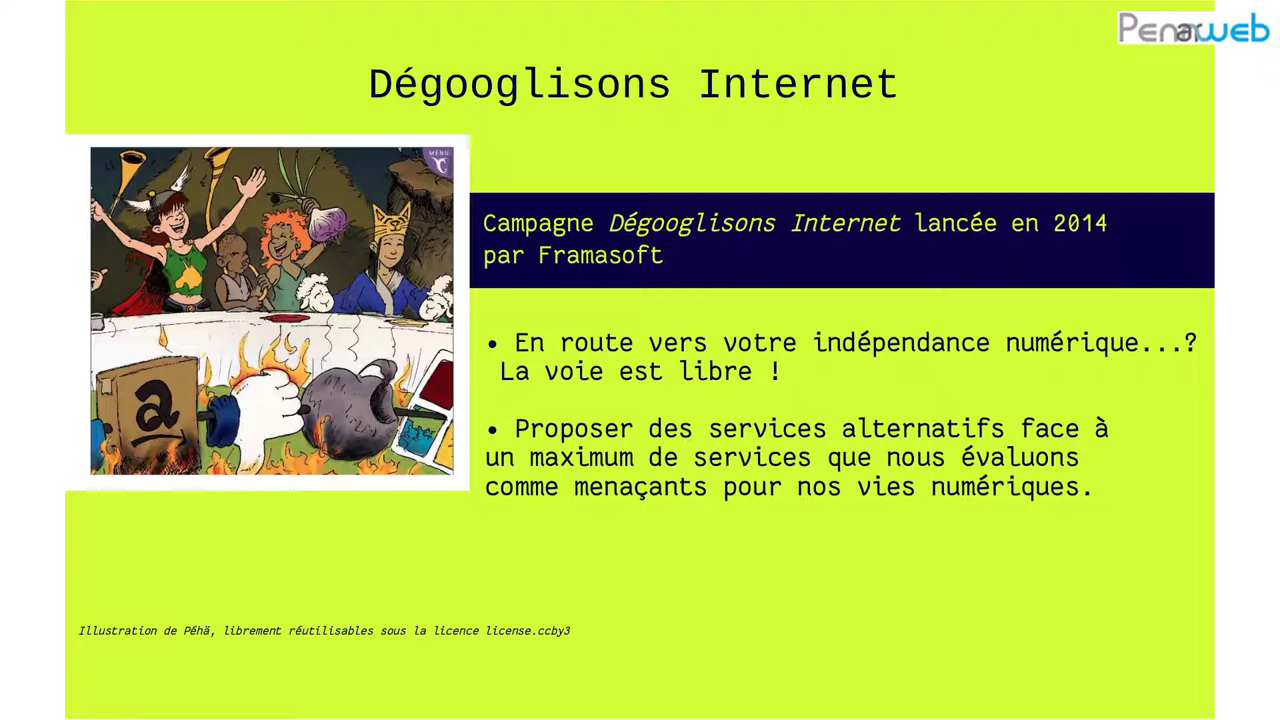 Penarweb
Dégooglisons Internet
MENU
Campagne Dégooglisons Internet lancée en 2014
par Framasoft
• En route vers votre indépendance numérique...?
La voie est libre !
• Proposer des services alternatifs face à
un maximum de services que nous évaluons
comme menaçants pour nos vies numériques.
a
Illustration de Péhä, librement réutilisables sous la licence license.ccby3